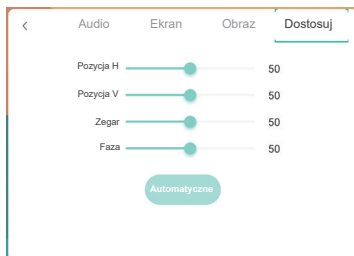 Audio Ekran Obraz Dostosuj
Pozycja H 50
Pozycja V 50
Zegar 50
Faza 50
Automatyczne